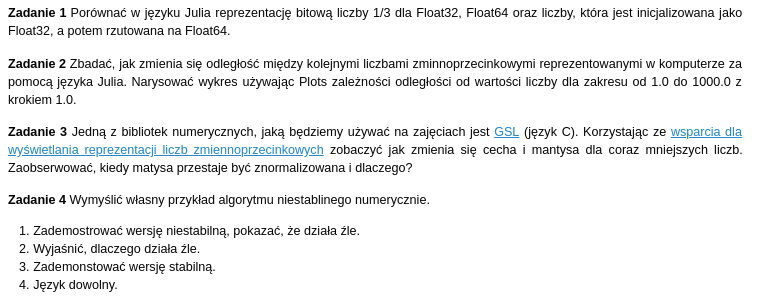 Zadanie 1 Porównać w języku Julia reprezentację bitową liczby 1/3 dla Float32, Float64 oraz liczby, która jest inicjalizowana jako
Float32, a potem rzutowana na Float64.
Zadanie 2 Zbadać, jak zmienia się odległość między kolejnymi liczbami zminnoprzecinkowymi reprezentowanymi w komputerze za
pomocą języka Julia. Narysować wykres używając Plots zależności odległości od wartości liczby dla zakresu od 1.0 do 1000.0 z
krokiem 1.0.
Zadanie 3 Jedną z bibliotek numerycznych, jaką będziemy używać na zajęciach jest GSL (język C). Korzystając ze wsparcia dla
wyświetlania reprezentacji liczb zmiennoprzecinkowych zobaczyć jak zmienia się cecha i mantysa dla coraz mniejszych liczb.
Zaobserwować, kiedy matysa przestaje być znormalizowana i dlaczego?
Zadanie 4 Wymyślić własny przykład algorytmu niestablinego numerycznie.
1. Zademostrować wersję niestabilną, pokazać, że działa źle.
2. Wyjaśnić, dlaczego działa źle.
3. Zademonstować wersję stabilną.
4. Język dowolny.